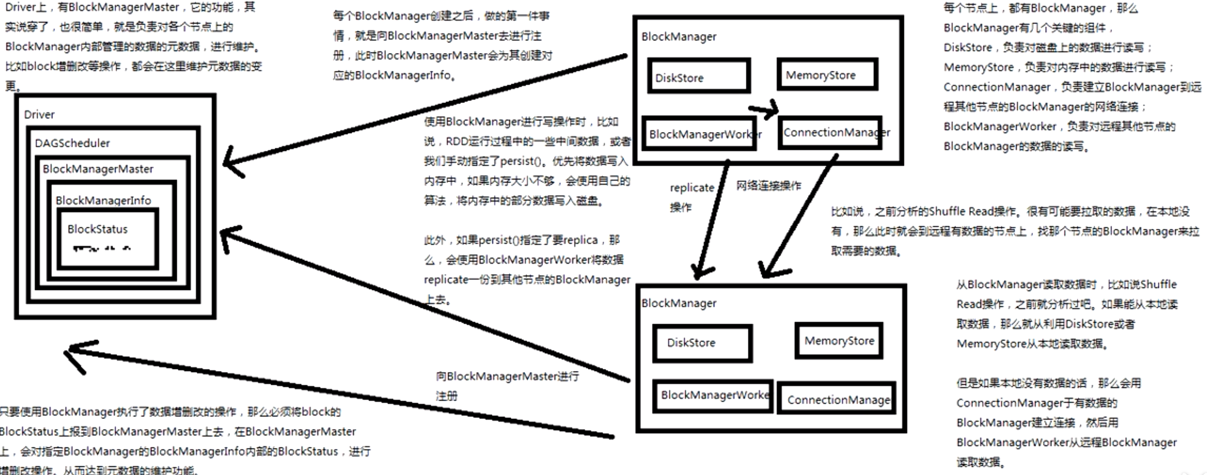 Driver上，有BlockManagerMaster，它的功能，其
实说穿了，也很简单，就是负责对各个节点上的
BlockManager内部管理的数据的元数据，进行维护。
比如block增删改等操作，都会在这里维护元数据的变
更。
Driver
DAGScheduler
BlockManagerMaster
BlockManagerInfo
BlockStatus
每个BlockManager创建之后，做的第一件事
情，就是向BlockManagerMaster去进行注
册，此时BlockManagerMaster会为其创建对
应的BlockManagerInfo。
使用BlockManager进行写操作时，比如
说，RDD运行过程中的一些中间数据，或者
我们手动指定了persist()。优先将数据写入
内存中，如果内存大小不够，会使用自己的
算法，将内存中的部分数据写入磁盘。
此外，如果persist()指定了要replica，那
么，会使用BlockManagerWorker将数据
replicate一份到其他节点的BlockManager
上去。
向BlockManagerMaster进行
注册
只要使用BlockManager执行了数据增删改的操作，那么必须将block的
BlockStatus上报到BlockManagerMaster上去，在BlockManagerMaster
上，会对指定BlockManager的BlockManagerInfo内部的BlockStatus，进行
增删改操作。从而达到元数据的维护功能。
BlockManager
DiskStore
MemoryStore
BlockManagerWorker
ConnectionManager
replicate
操作
网络连接操作
BlockManager
DiskStore
MemoryStore
BlockManagerWorke
ConnectionManage
每个节点上，都有BlockManager，那么
BlockManager有几个关键的组件，
DiskStore，负责对磁盘上的数据进行读写；
MemoryStore，负责对内存中的数据进行读写；
ConnectionManager，负责建立BlockManager到远
程其他节点的BlockManager的网络连接；
BlockManagerWorker，负责对远程其他节点的
BlockManager的数据的读写。
比如说，之前分析的Shuffle Read操作。很有可能要拉取的数据，在本地没
有，那么此时就会到远程有数据的节点上，找那个节点的BlockManager来拉
取需要的数据。
从BlockManager读取数据时，比如说Shuffle
Read操作，之前就分析过吧。如果能从本地读
取数据，那么就从利用DiskStore或者
MemoryStore从本地读取数据。
但是如果本地没有数据的话，那么会用
ConnectionManager于有数据的
BlockManager建立连接，然后用
BlockManagerWorker从远程BlockManager
读取数据。